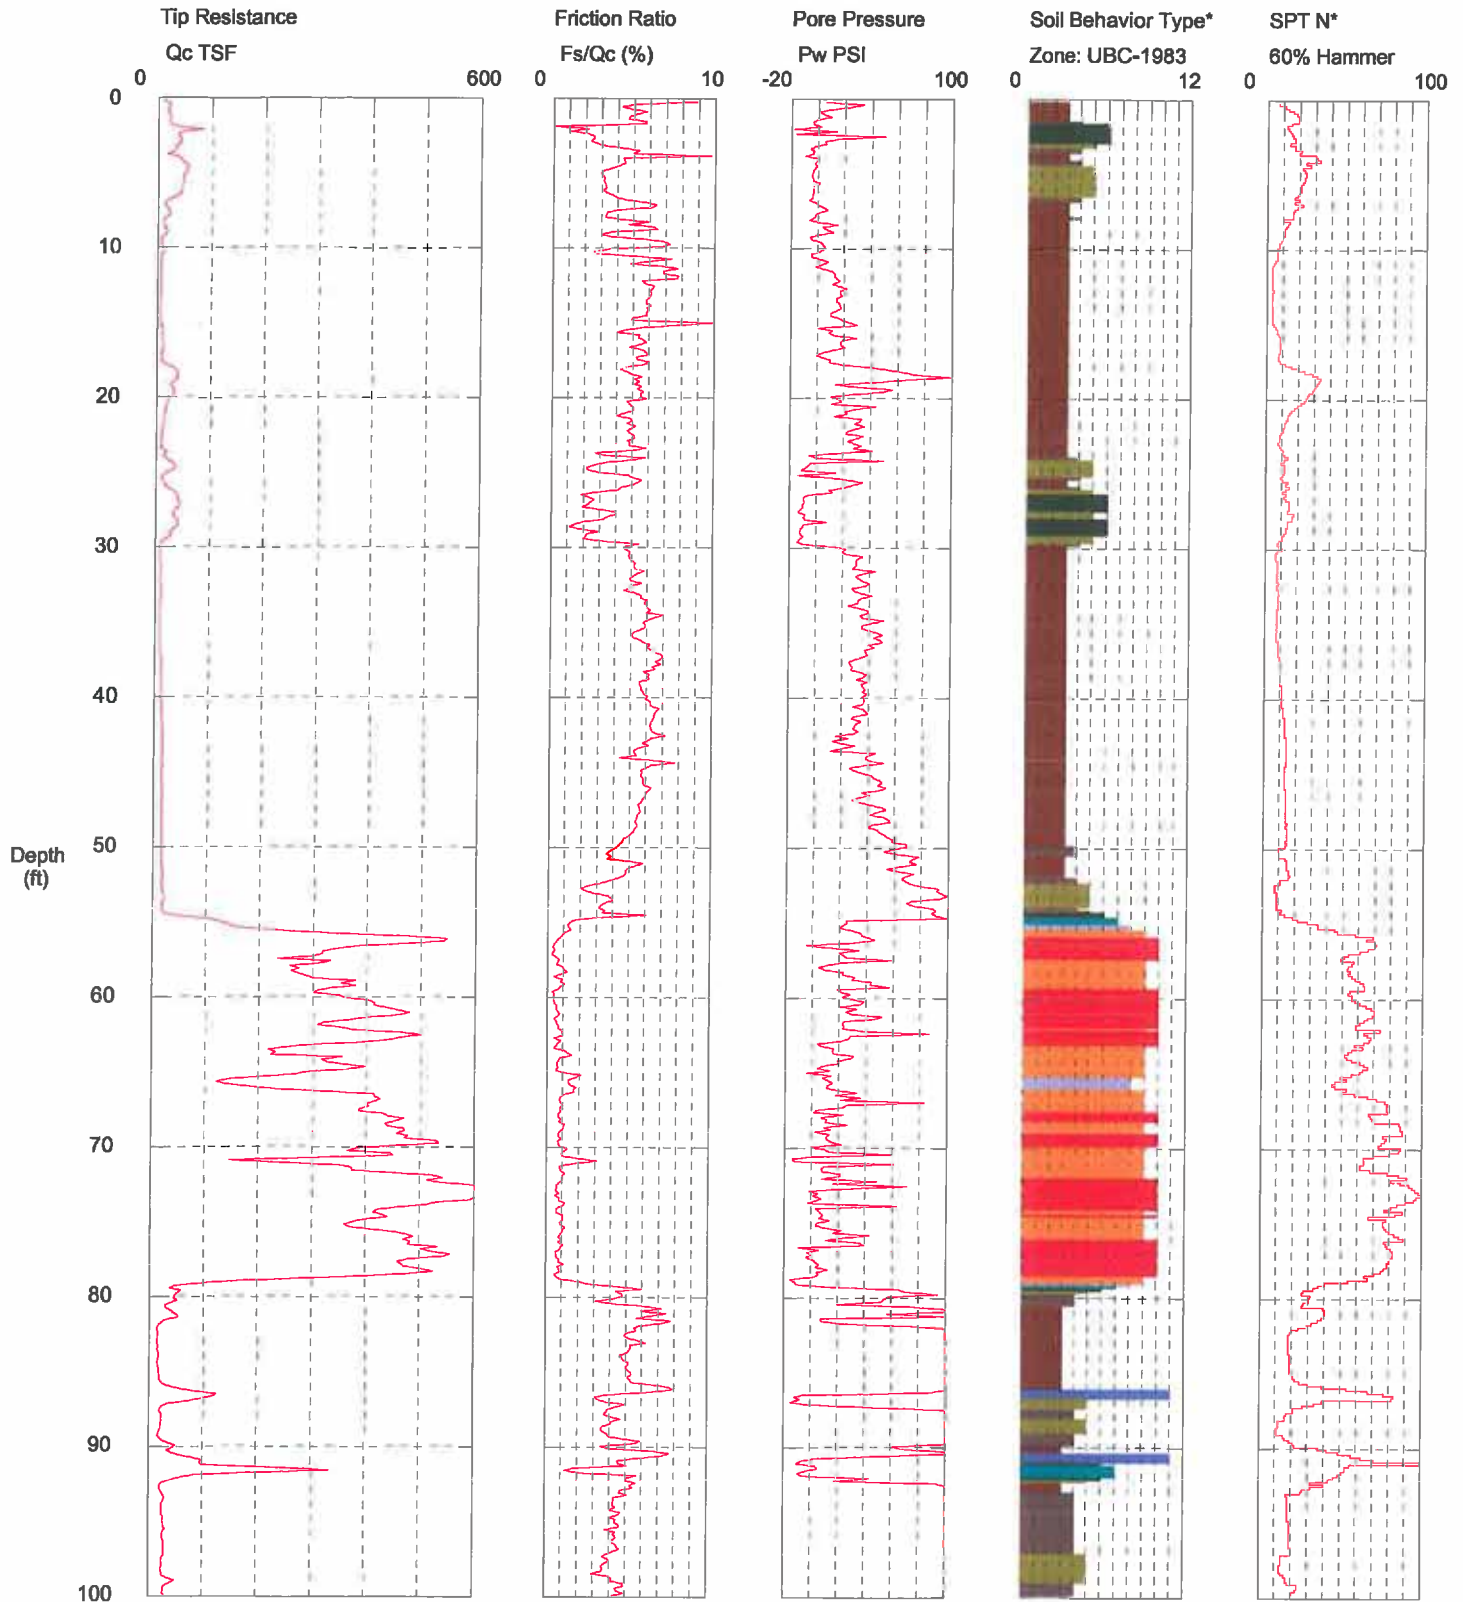 Tip Resistance
Qc TSF
0 600
Friction Ratio
Fs/Qc (%)
0 10
Pore Pressure
Pw PSI
-20 100
Soil Behavior Type*
Zone: UBC-1983
0 12
SPT N*
60% Hammer
0 100
0
10
20
30
40
50
Depth
(ft)
60
70
80
90
100